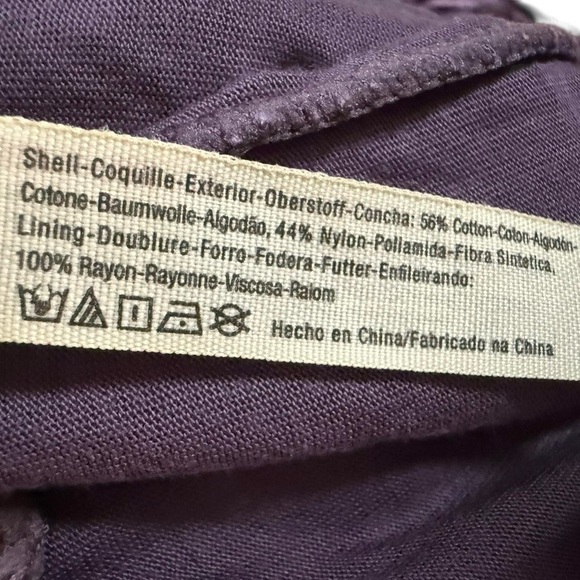 Shell-Coquille-Exterior-Oberstoff-Concha: 56% Cotton-Coton-Algodón-
Cotone-Baumwolle-Algodão, 44% Nylon-Poliamida-Fibra Sintetica,
Lining-Doublure-Forro-Fodera-Futter-Enfileirando:
100% Rayon-Rayonne-Viscosa-Raiom
Hecho en China/Fabricado na China